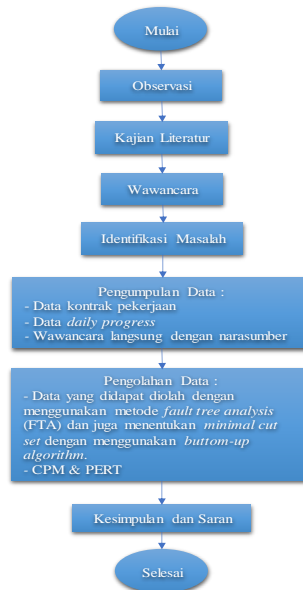 Mulai
Observasi
Kajian Literatur
Wawancara
Identifikasi Masalah
Pengumpulan Data :
- Data kontrak pekerjaan
- Data daily progress
- Wawancara langsung dengan narasumber
Pengolahan Data :
- Data yang didapat diolah dengan
menggunakan metode fault tree analysis
(FTA) dan juga menentukan minimal cut
set dengan menggunakan buttom-up
algorithm.
- CPM & PERT
Kesimpulan dan Saran
Selesai